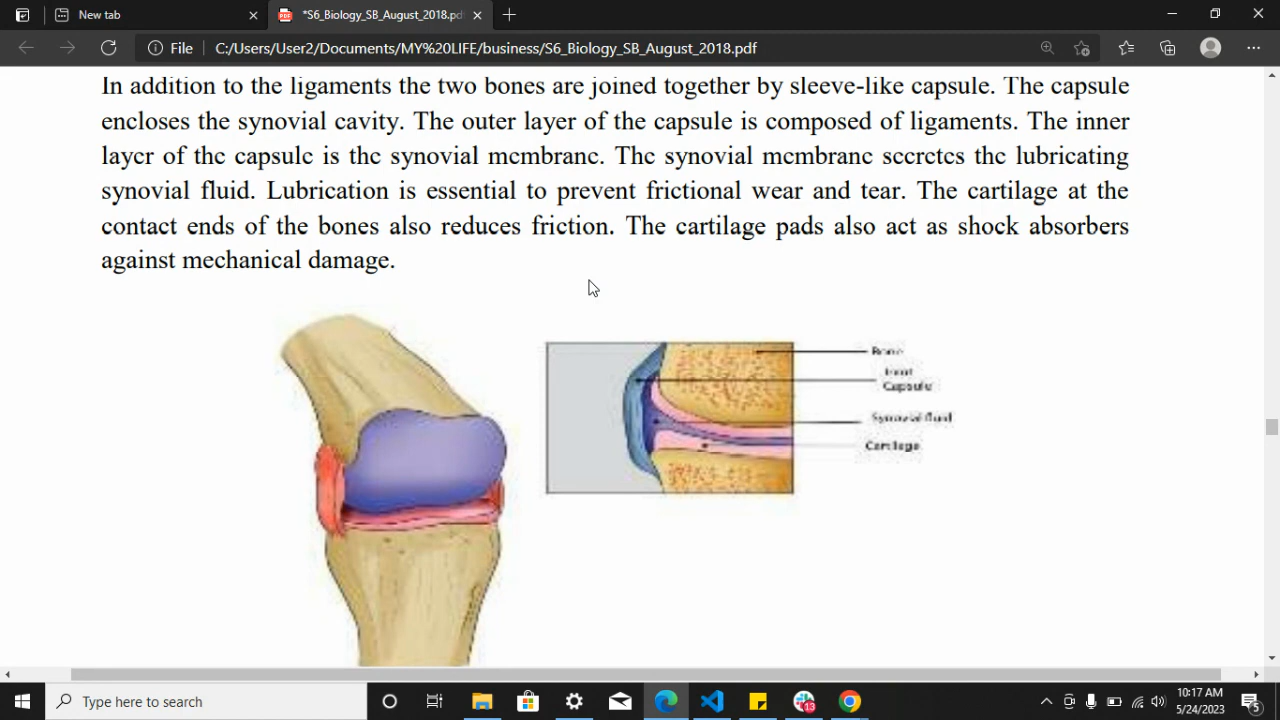 New tab
*S6_Biology_SB_August_2018.pdf
File
C:/Users/User2/Documents/MY%20LIFE/business/S6_Biology_SB_August_2018.pdf
In addition to the ligaments the two bones are joined together by sleeve-like capsule. The capsule
encloses the synovial cavity. The outer layer of the capsule is composed of ligaments. The inner
layer of the capsule is the synovial membrane. The synovial membrane secretes the lubricating
synovial fluid. Lubrication is essential to prevent frictional wear and tear. The cartilage at the
contact ends of the bones also reduces friction. The cartilage pads also act as shock absorbers
against mechanical damage.
Bone
Capsule
Synovial fluid
Cartilage
Type here to search
13
10:17 AM
5/24/2023
5